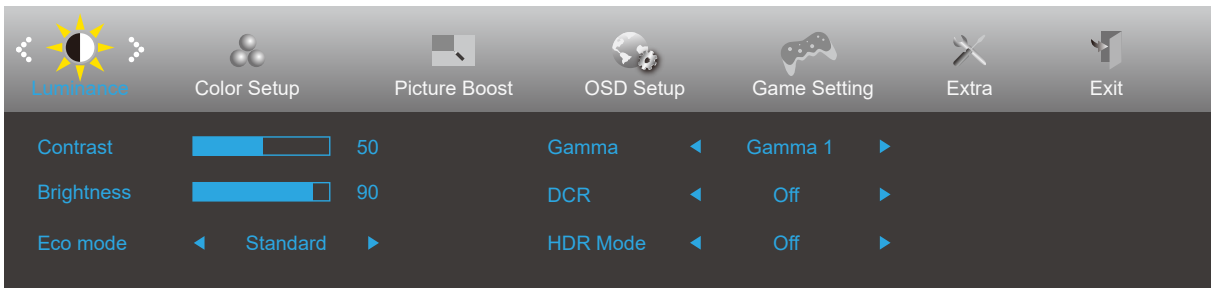 Luminance Color Setup Picture Boost OSD Setup Game Setting Extra Exit
Contrast 50 Gamma Gamma 1
Brightness 90 DCR Off
Eco mode Standard HDR Mode Off